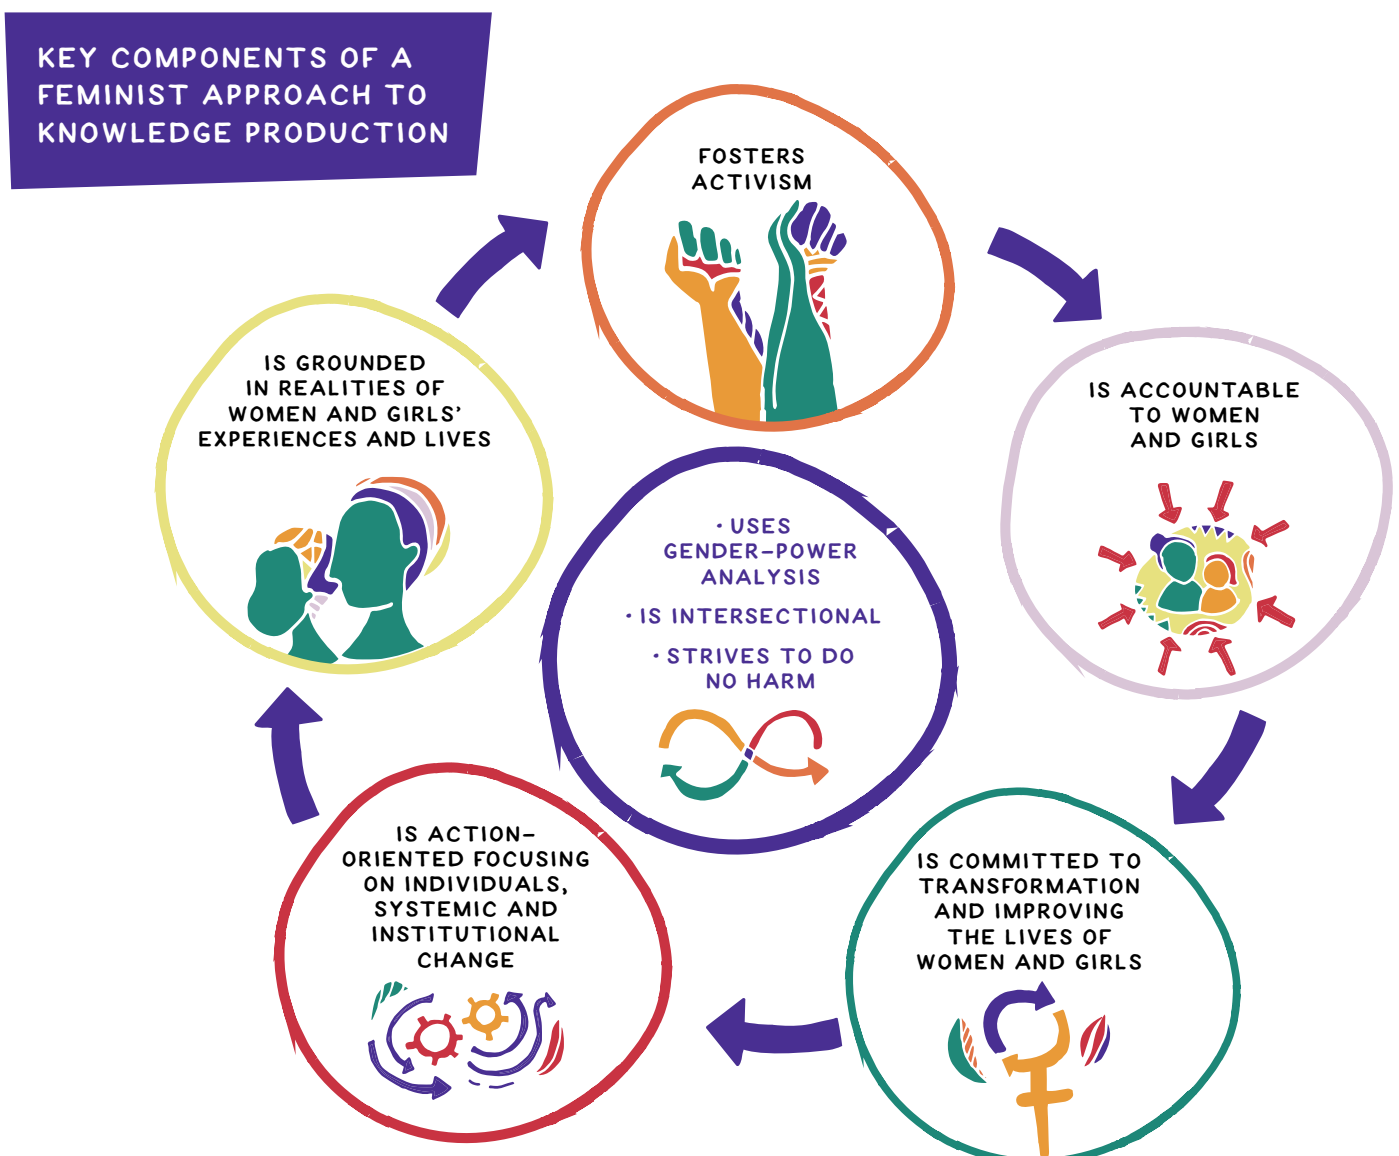 KEY COMPONENTS OF A
FEMINIST APPROACH TO
KNOWLEDGE PRODUCTION
FOSTERS
ACTIVISM
IS ACCOUNTABLE
TO WOMEN
AND GIRLS
IS COMMITTED TO
TRANSFORMATION
AND IMPROVING
THE LIVES OF
WOMEN AND GIRLS
IS ACTION-
ORIENTED FOCUSING
ON INDIVIDUALS,
SYSTEMIC AND
INSTITUTIONAL
CHANGE
IS GROUNDED
IN REALITIES OF
WOMEN AND GIRLS'
EXPERIENCES AND LIVES
· USES
GENDER-POWER
ANALYSIS
· IS INTERSECTIONAL
· STRIVES TO DO
NO HARM